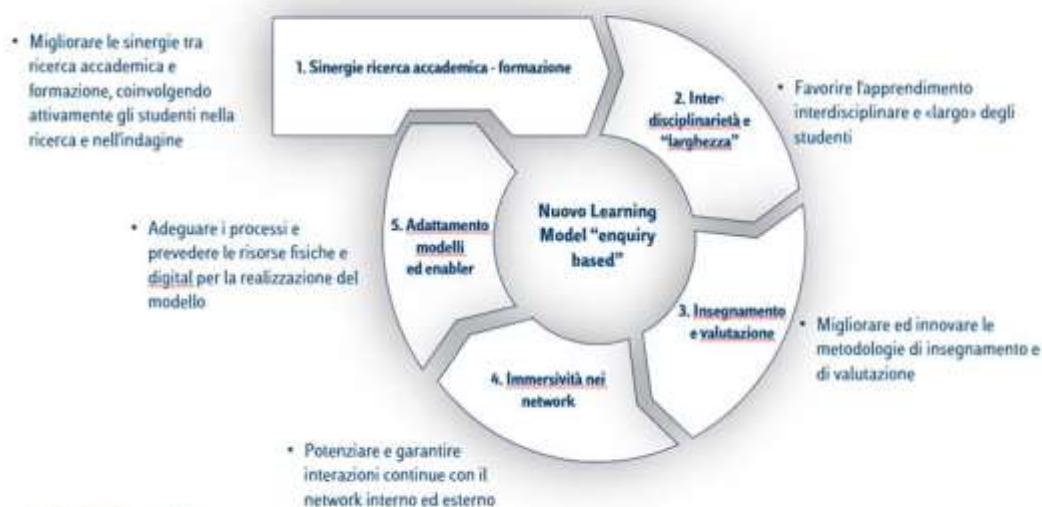 • Migliorare le sinergie tra
ricerca accademica e
formazione, coinvolgendo
attivamente gli studenti nella
ricerca e nell'indagine
1. Sinergie ricerca accademica - formazione
2. Inter-
disciplinarietà e
“larghezza”
• Favorire l'apprendimento
interdisciplinare e «largo» degli
studenti
Nuovo Learning
Model “enquiry
based”
5. Adattamento
modelli
ed enabler
• Adeguare i processi e
prevedere le risorse fisiche e
digital per la realizzazione del
modello
3. Insegnamento
e valutazione
• Migliorare ed innovare le
metodologie di insegnamento e
di valutazione
4. Immersività nei
network
• Potenziare e garantire
interazioni continue con il
network interno ed esterno